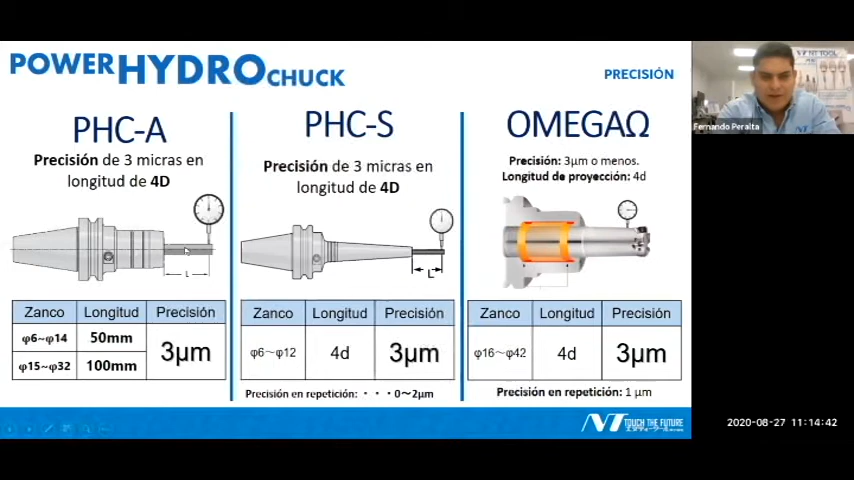 POWER HYDRO CHUCK
PRECISIÓN
PHC-A
Precisión de 3 micras en
longitud de 4D
L
Zanco Longitud Precisión
φ6~φ14 50mm 3μm
φ15~φ32 100mm
PHC-S
Precisión de 3 micras en
longitud de 4D
L
Zanco Longitud Precisión
φ6～φ12 4d 3μm
Precisión en repetición: ・・・0～2μm
OMEGAΩ
Precisión: 3μm o menos.
Longitud de proyección: 4d
Zanco Longitud Precisión
φ16~φ42 4d 3μm
Precisión en repetición: 1 μm
NT TOUCH THE FUTURE
NT TOOL
Fernando Peralta
2020-08-27 11:14:42